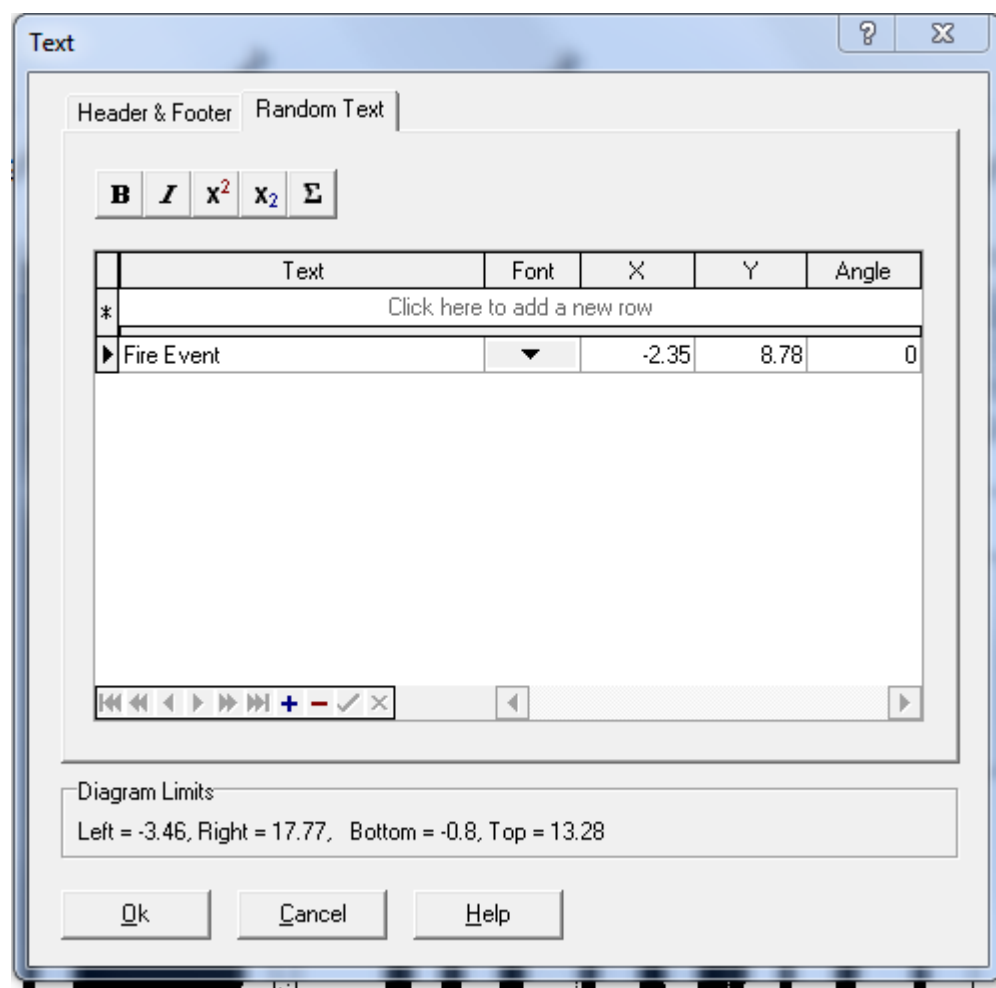 Text
Header & Footer Random Text
B I X² X₂ Σ
Text Font X Y Angle
* Click here to add a new row
Fire Event -2.35 8.78 0
Diagram Limits
Left = -3.46, Right = 17.77, Bottom = -0.8, Top = 13.28
Ok Cancel Help